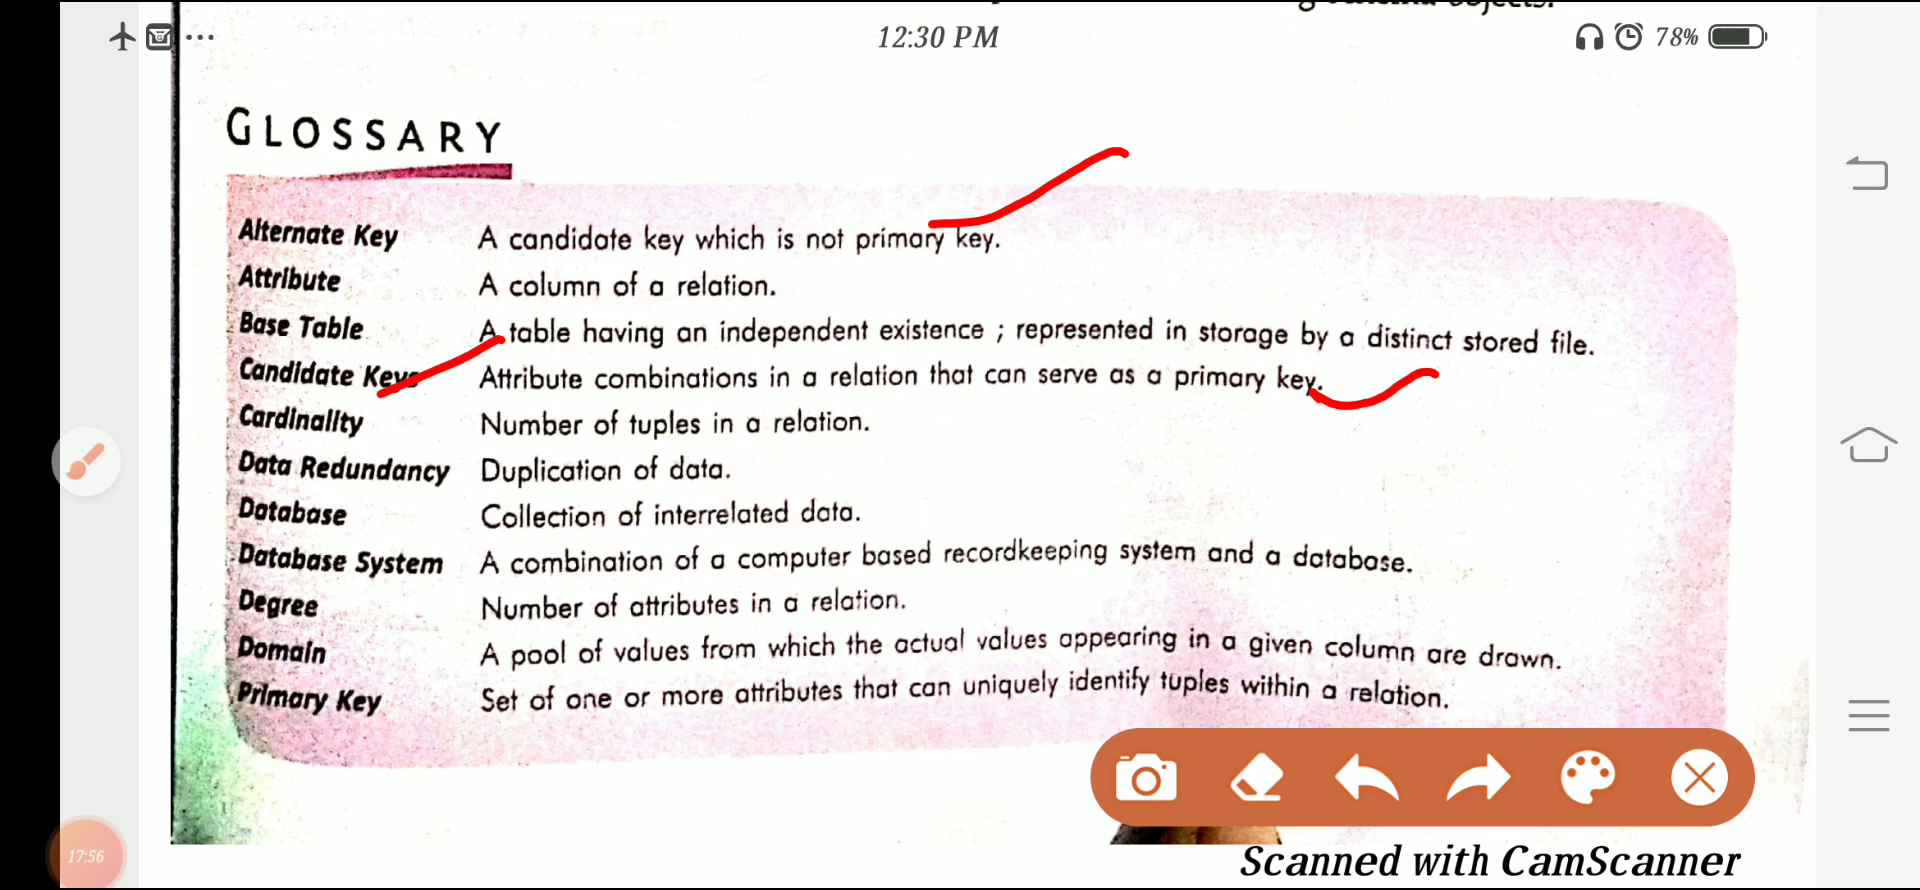 objects.
12:30 PM
78%
GLOSSARY
Alternate Key A candidate key which is not primary key.
Attribute A column of a relation.
Base Table A table having an independent existence ; represented in storage by a distinct stored file.
Candidate Keys Attribute combinations in a relation that can serve as a primary key.
Cardinality Number of tuples in a relation.
Data Redundancy Duplication of data.
Database Collection of interrelated data.
Database System A combination of a computer based recordkeeping system and a database.
Degree Number of attributes in a relation.
Domain A pool of values from which the actual values appearing in a given column are drawn.
Primary Key Set of one or more attributes that can uniquely identify tuples within a relation.
17:56
Scanned with CamScanner